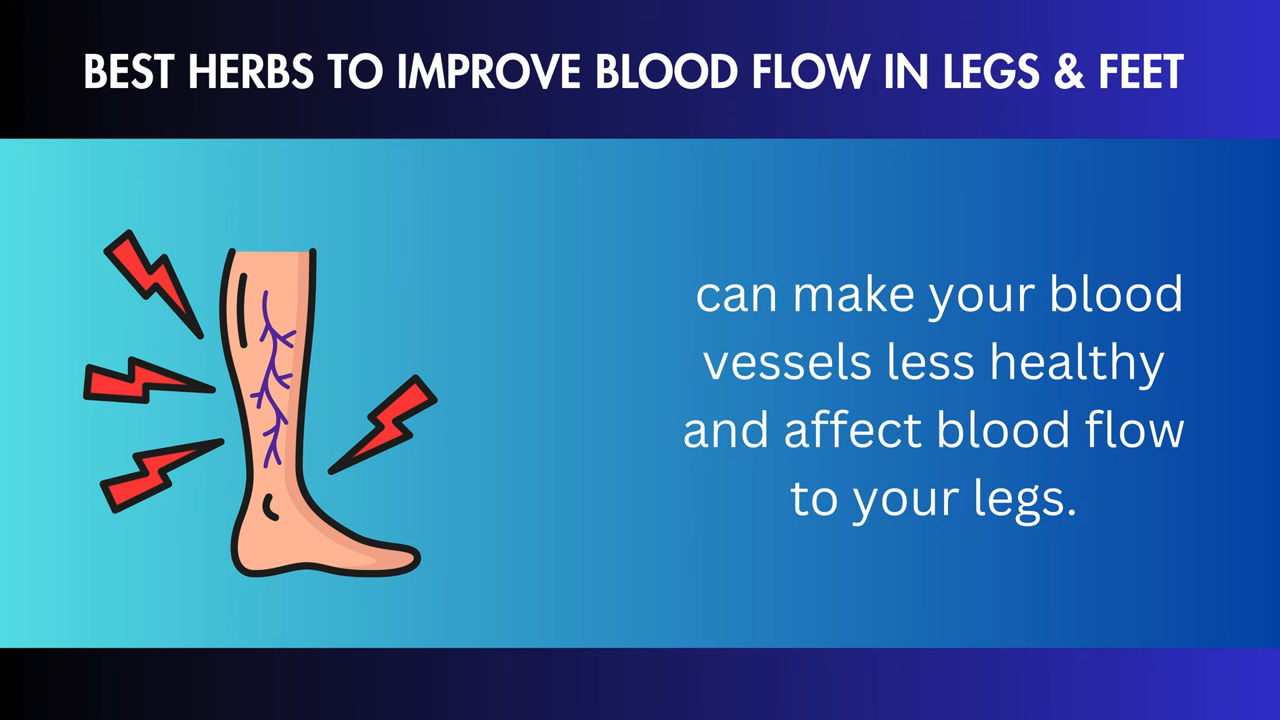 BEST HERBS TO IMPROVE BLOOD FLOW IN LEGS & FEET
can make your blood
vessels less healthy
and affect blood flow
to your legs.